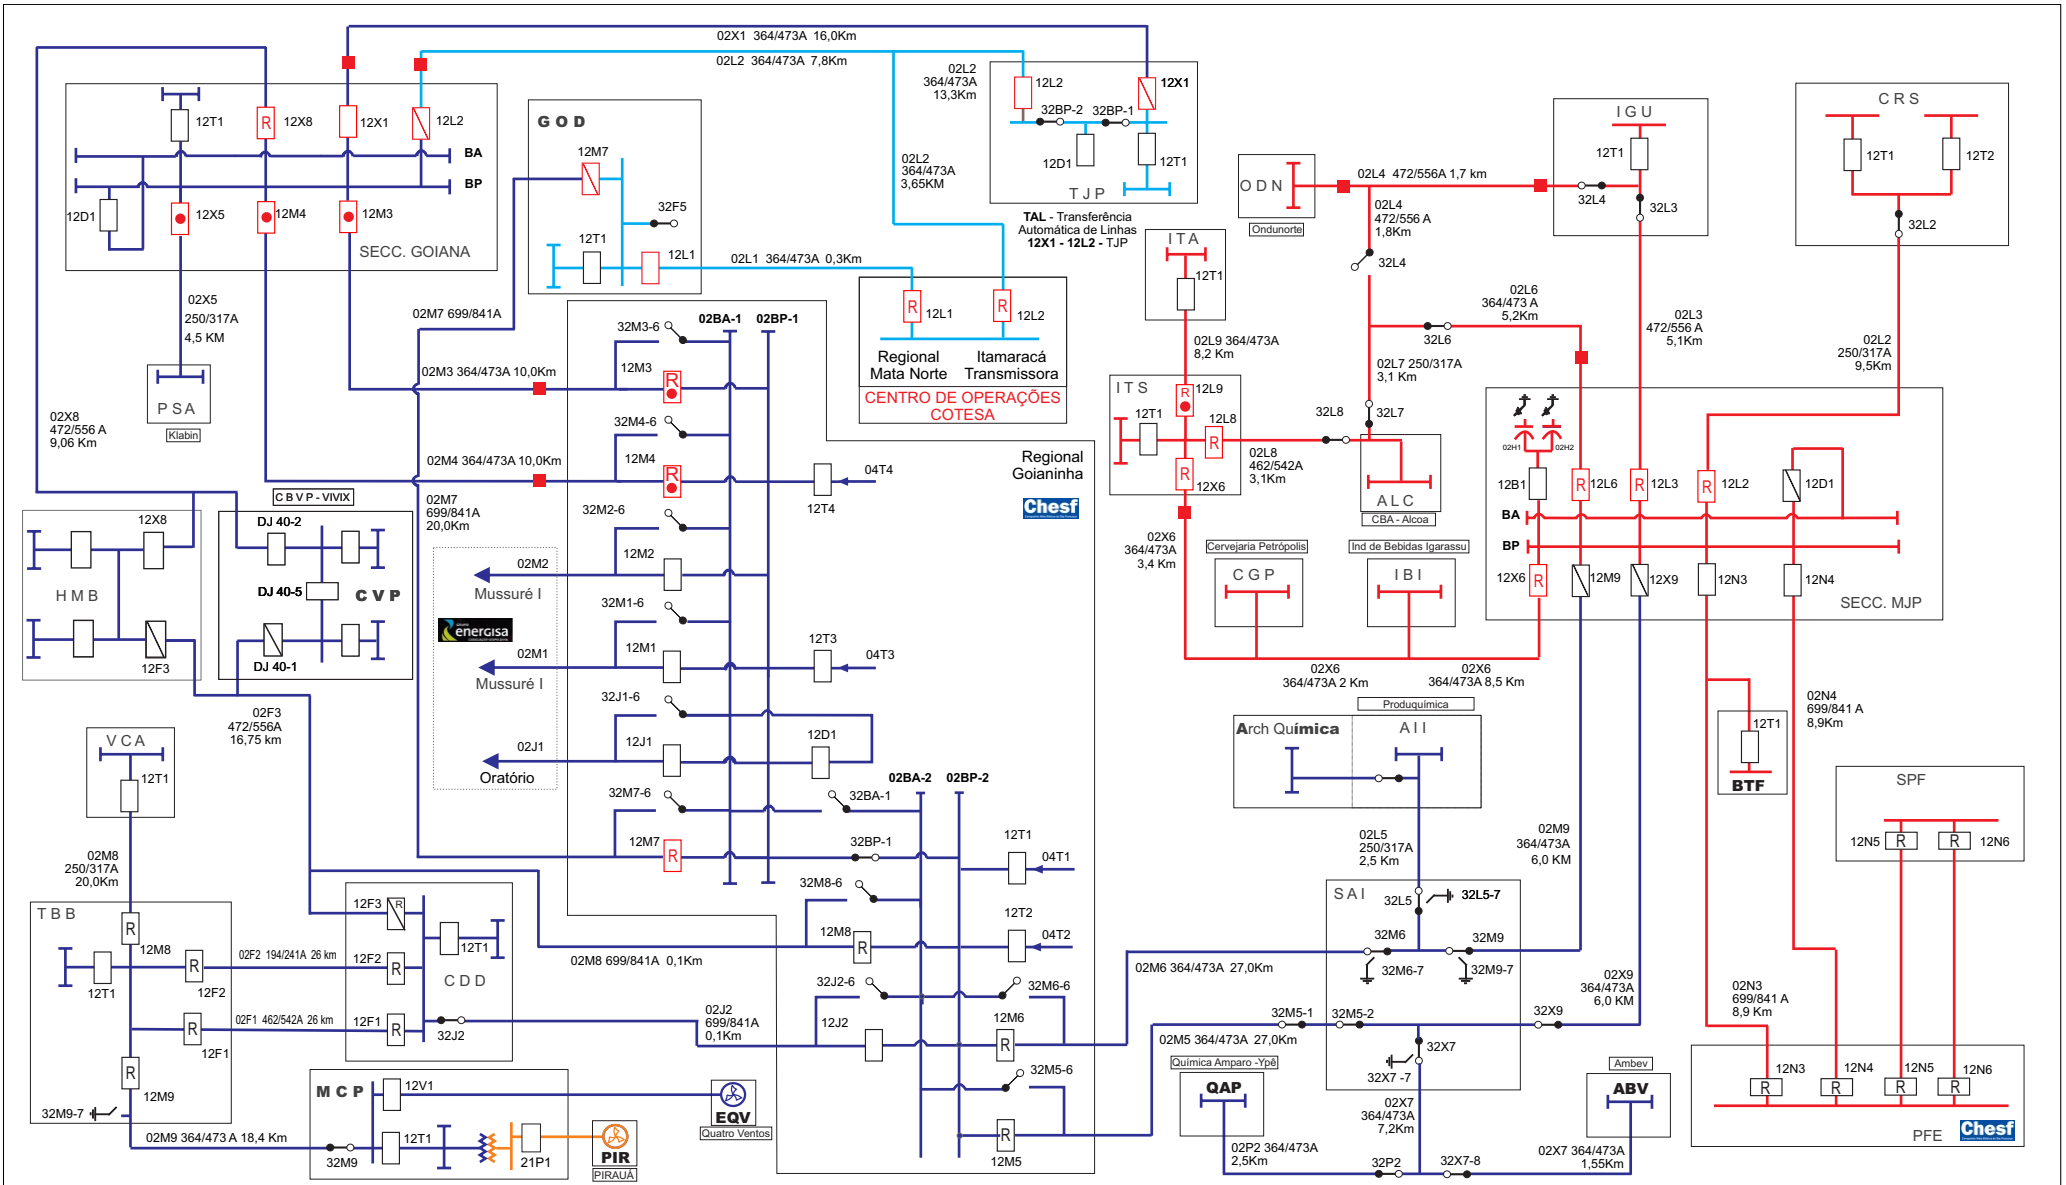 02X1 364/473A 16,0Km
02L2 364/473A 7,8Km
12T1
12X8
12X1
12L2
BA
BP
12D1
12X5
12M4
12M3
SECC. GOIANA
02X5
250/317A
4,5 KM
PSA
Klabin
02X8
472/556 A
9,06 Km
GOD
12M7
32F5
12T1
12L1
02L1 364/473A 0,3Km
02M7 699/841A
02L2
364/473A
13,3Km
12L2
12X1
32BP-2
32BP-1
12D1
12T1
TJP
TAL - Transferência
Automática de Linhas
12X1 - 12L2 - TJP
02L2
364/473A
3,65KM
12L1
12L2
Regional
Mata Norte
Itamaracá
Transmissora
CENTRO DE OPERAÇÕES
COTESA
ODN
Ondunorte
02L4 472/556A 1,7 km
02L4
472/556 A
1,8Km
32L4
IGU
12T1
32L4
32L3
CRS
12T1
12T2
32L2
ITA
12T1
02L9 364/473A
8,2 Km
ITS
12T1
12L9
12L8
12X6
02L8
462/542A
3,1Km
32L8
32L7
02L7 250/317A
3,1 Km
32L6
02L6
364/473 A
5,2Km
02L3
472/556 A
5,1Km
02L2
250/317A
9,5Km
ALC
CBA - Alcoa
02X6
364/473A
3,4 Km
Cervejaria Petrópolis
CGP
Ind de Bebidas Igarassu
IBI
02X6
364/473A 2 Km
02X6
364/473A 8,5 Km
02H1
02H2
12B1
12L6
12L3
12L2
12D1
BA
BP
12X6
12M9
12X9
12N3
12N4
SECC. MJP
02BA-1
02BP-1
32M3-6
12M3
02M3 364/473A 10,0Km
32M4-6
12M4
02M4 364/473A 10,0Km
12T4
04T4
Regional
Goianinha
Chesf
02M7
699/841A
20,0Km
32M2-6
12M2
02M2
Mussuré I
energisa
32M1-6
12M1
02M1
Mussuré I
12T3
04T3
32J1-6
12J1
02J1
Oratório
12D1
02BA-2
02BP-2
32M7-6
32BA-1
12M7
32BP-1
12T1
04T1
32M8-6
12M8
12T2
04T2
02M8 699/841A 0,1Km
32J2-6
12J2
32M6-6
12M6
32M5-6
12M5
02J2
699/841A
0,1Km
CBVP - VIVIX
DJ 40-2
DJ 40-5
DJ 40-1
CVP
12X8
HMB
12F3
02F3
472/556A
16,75 km
VCA
12T1
02M8
250/317A
20,0Km
TBB
12M8
12T1
12F2
12F1
12M9
32M9-7
02F2 194/241A 26 km
02F1 462/542A 26 km
12F3
12F2
12F1
12T1
CDD
32J2
02M9 364/473 A 18,4 Km
MCP
12V1
12T1
32M9
21P1
EQV
Quatro Ventos
PIR
PIRAUÁ
Produquímica
Arch Química
AII
02L5
250/317A
2,5 Km
02M9
364/473A
6,0 KM
SAI
32L5
32L5-7
32M6
32M6-7
32M9
32M9-7
02M6 364/473A 27,0Km
32M5-1
32M5-2
02M5 364/473A 27,0Km
32X9
02X9
364/473A
6,0 KM
32X7
32X7 -7
02X7
364/473A
7,2Km
Química Amparo -Ypê
QAP
02P2 364/473A
2,5Km
32P2
32X7-8
Ambev
ABV
02X7 364/473A
1,55Km
12T1
BTF
02N4
699/841 A
8,9Km
SPF
12N5
12N6
02N3
699/841 A
8,9 Km
12N3
12N4
12N5
12N6
PFE
Chesf